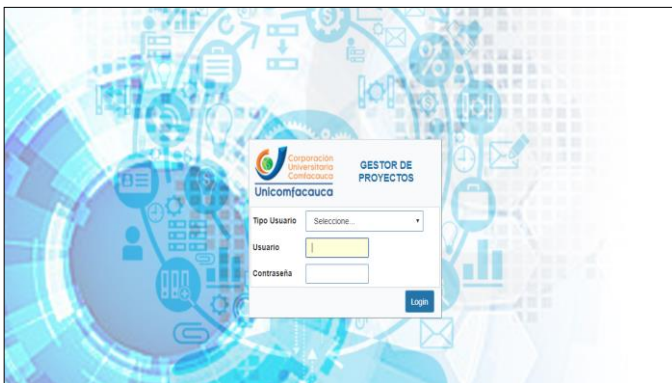 Corporación
Universitaria
Comfacauca
Unicomfacauca
GESTOR DE
PROYECTOS
Tipo Usuario Seleccione...
Usuario
Contraseña
Login